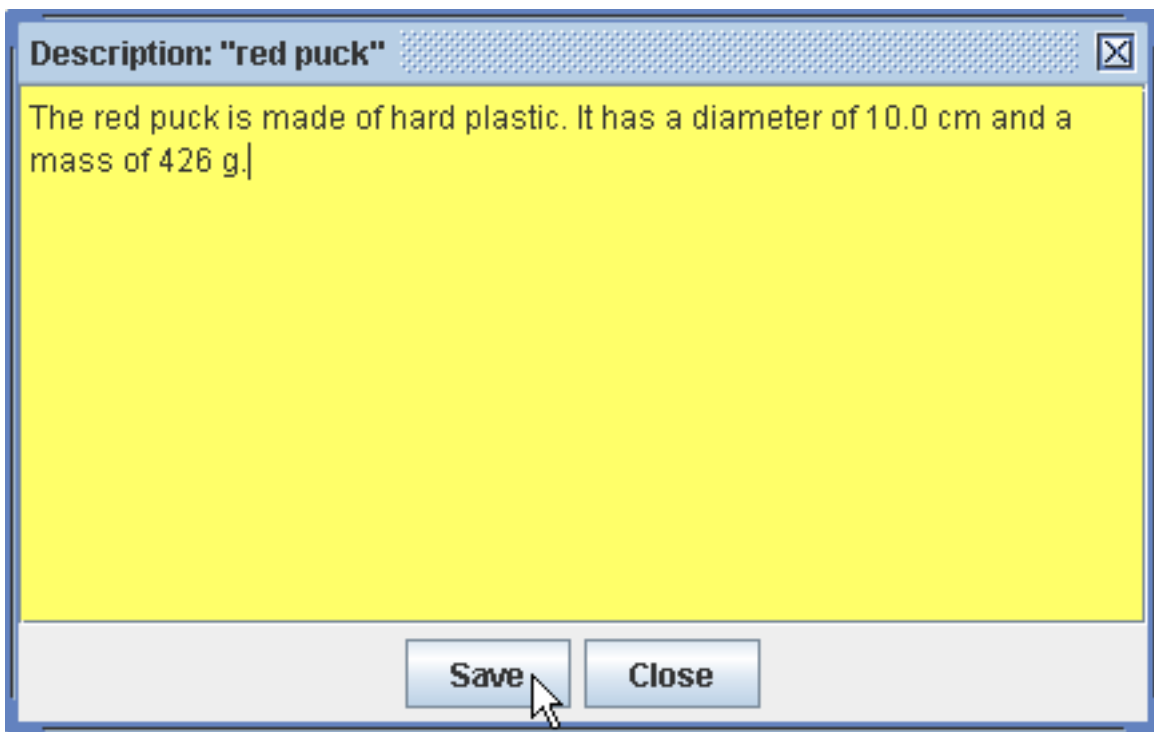 Description: "red puck"
The red puck is made of hard plastic. It has a diameter of 10.0 cm and a
mass of 426 g.
Save
Close